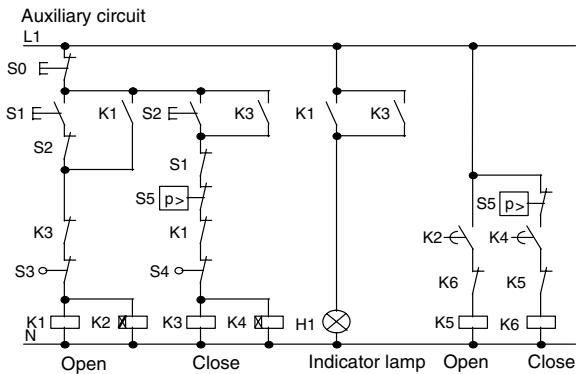 Auxiliary circuit
L1
S0
S1 K1 S2 K3 K1 K3
S2
S1
S5 p> S5 p>
K3 K1 K2 K4
S3 S4 K6 K5
K1 K2 K3 K4 H1 K5 K6
N
Open Close Indicator lamp Open Close